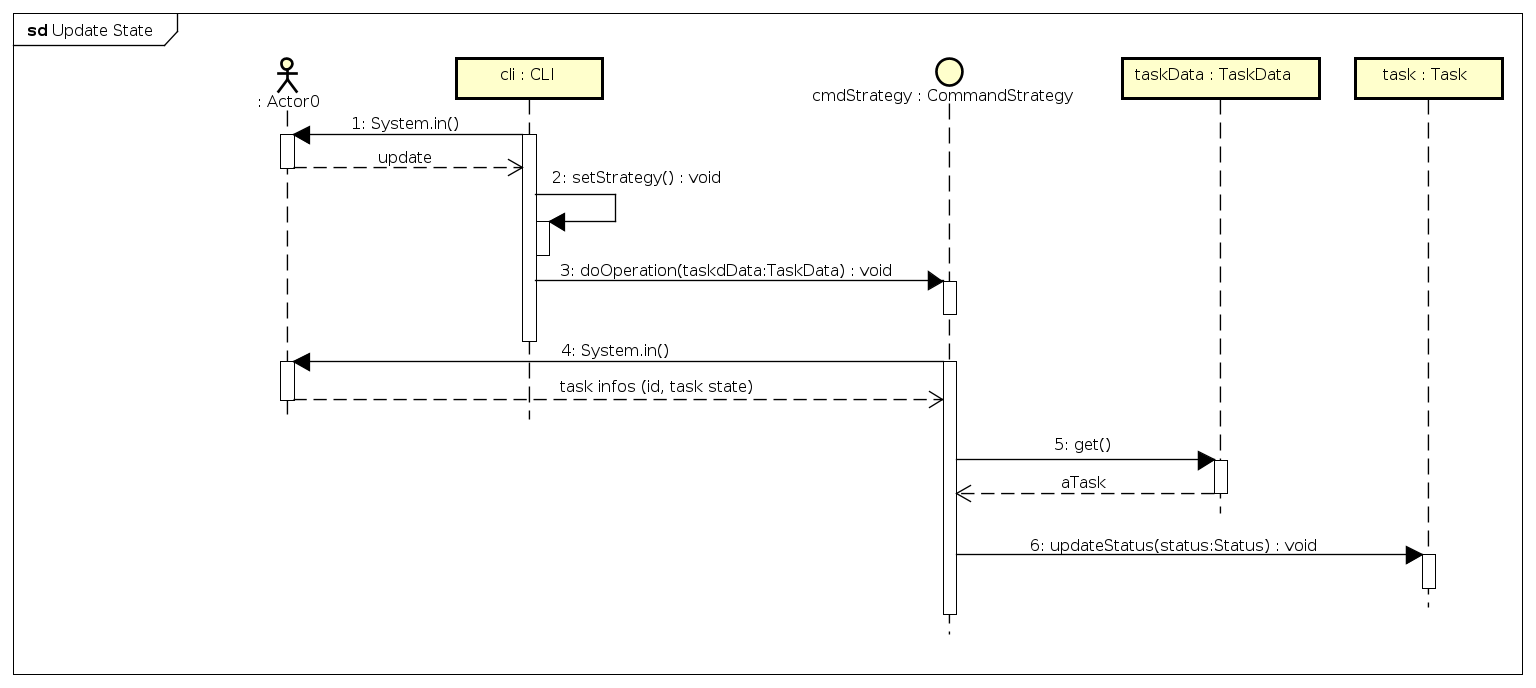 sd Update State
: Actor0
cli : CLI
cmdStrategy : CommandStrategy
taskData : TaskData
task : Task
1: System.in()
update
2: setStrategy() : void
3: doOperation(taskdData:TaskData) : void
4: System.in()
task infos (id, task state)
5: get()
aTask
6: updateStatus(status:Status) : void